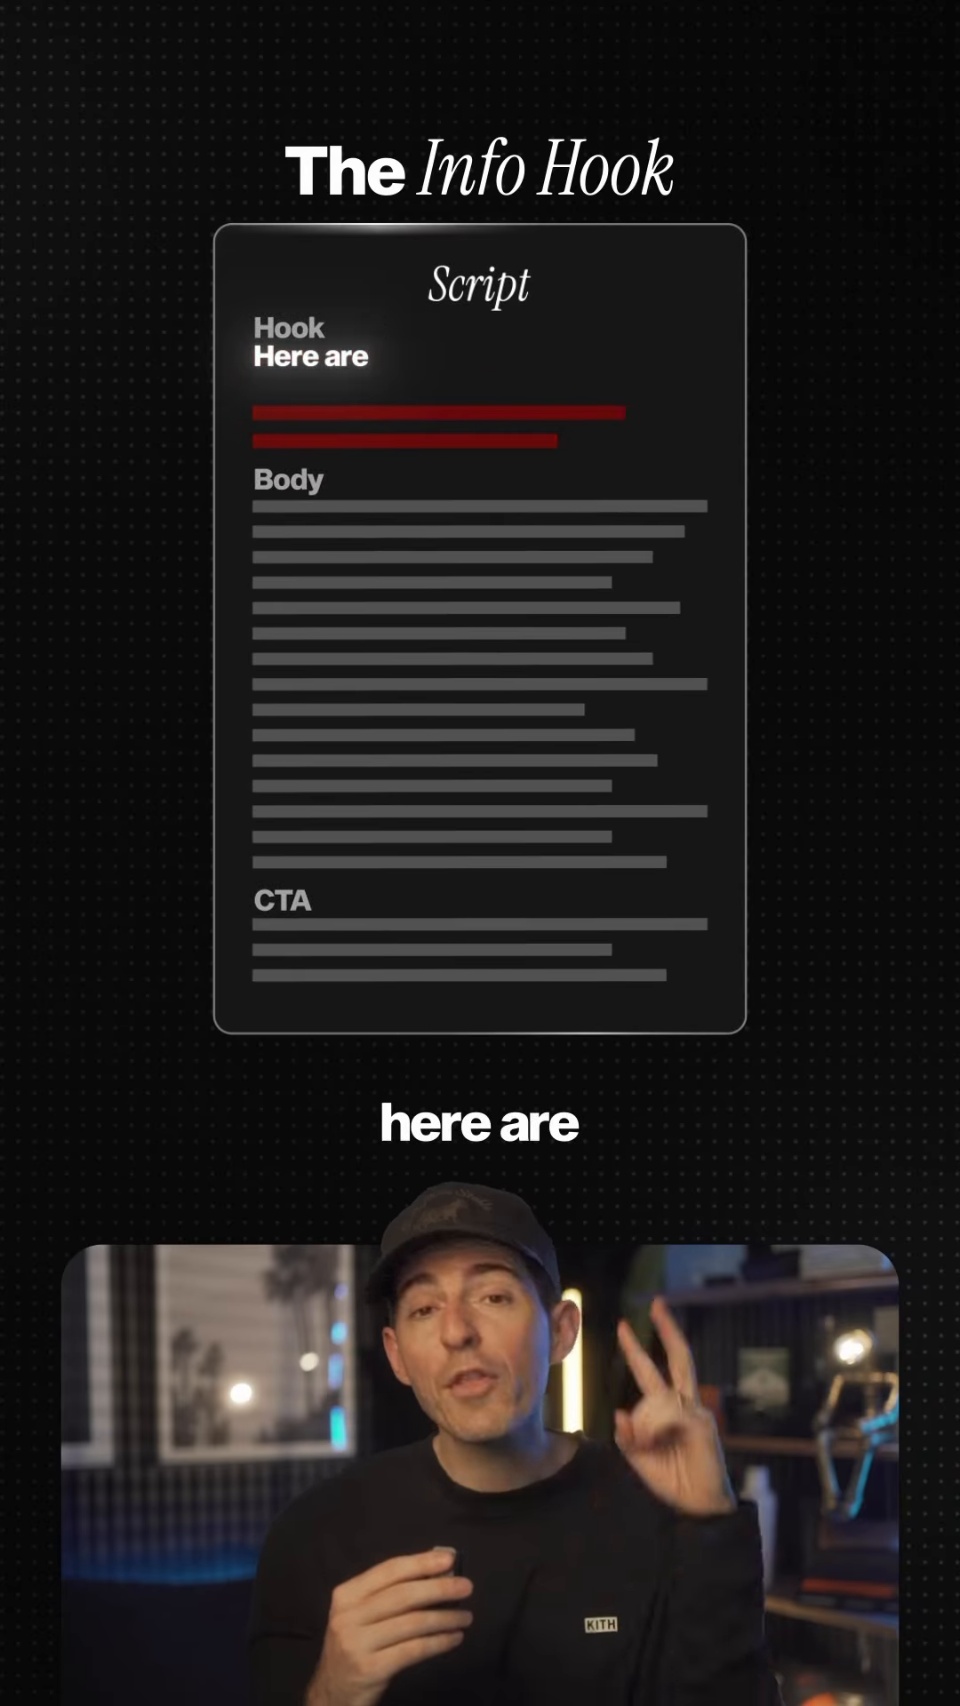 The Info Hook
Script
Hook
Here are
Body
CTA
here are
KITH